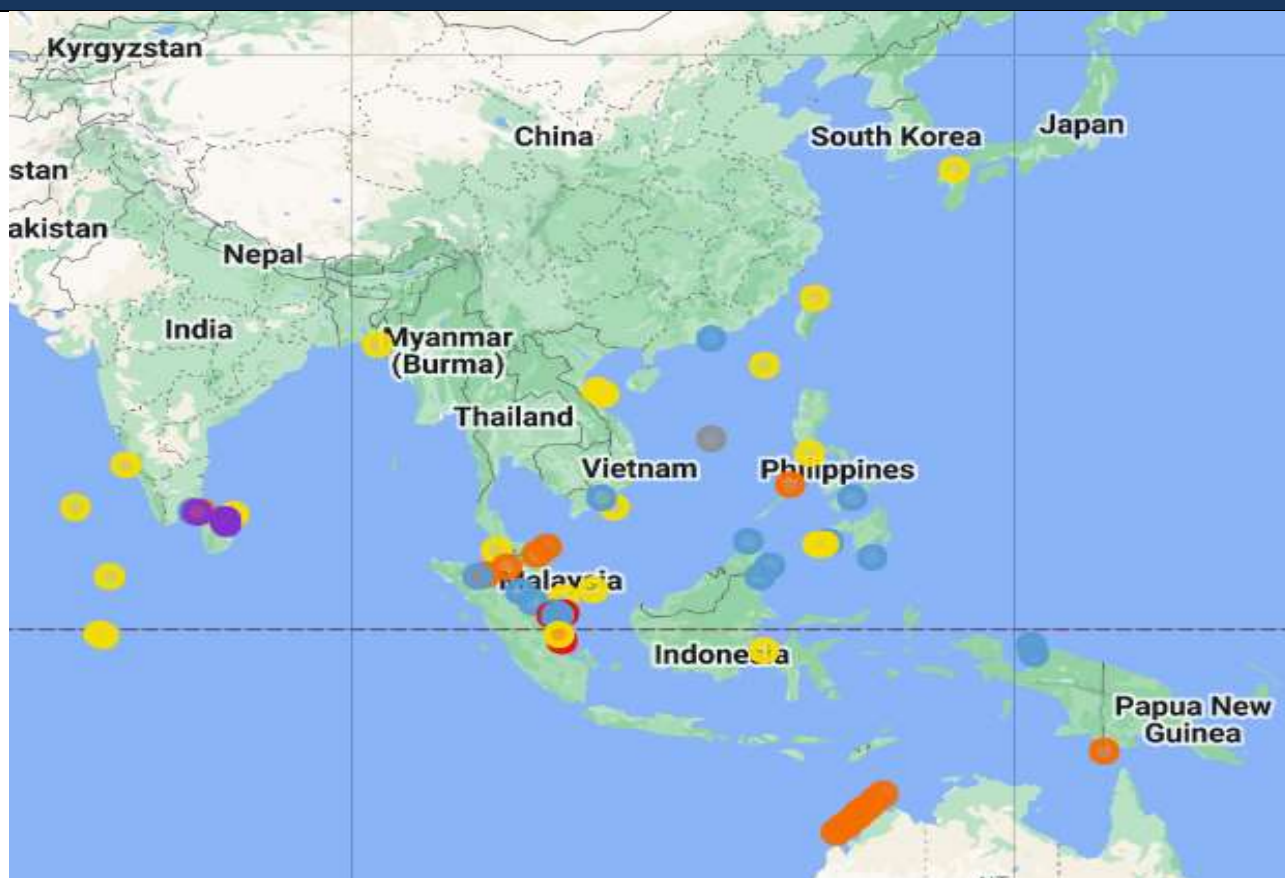 Kyrgyzstan
China
South Korea
Japan
stan
akistan
Nepal
India
Myanmar
(Burma)
Thailand
Vietnam
Philippines
Malaysia
Indonesia
Papua New
Guinea